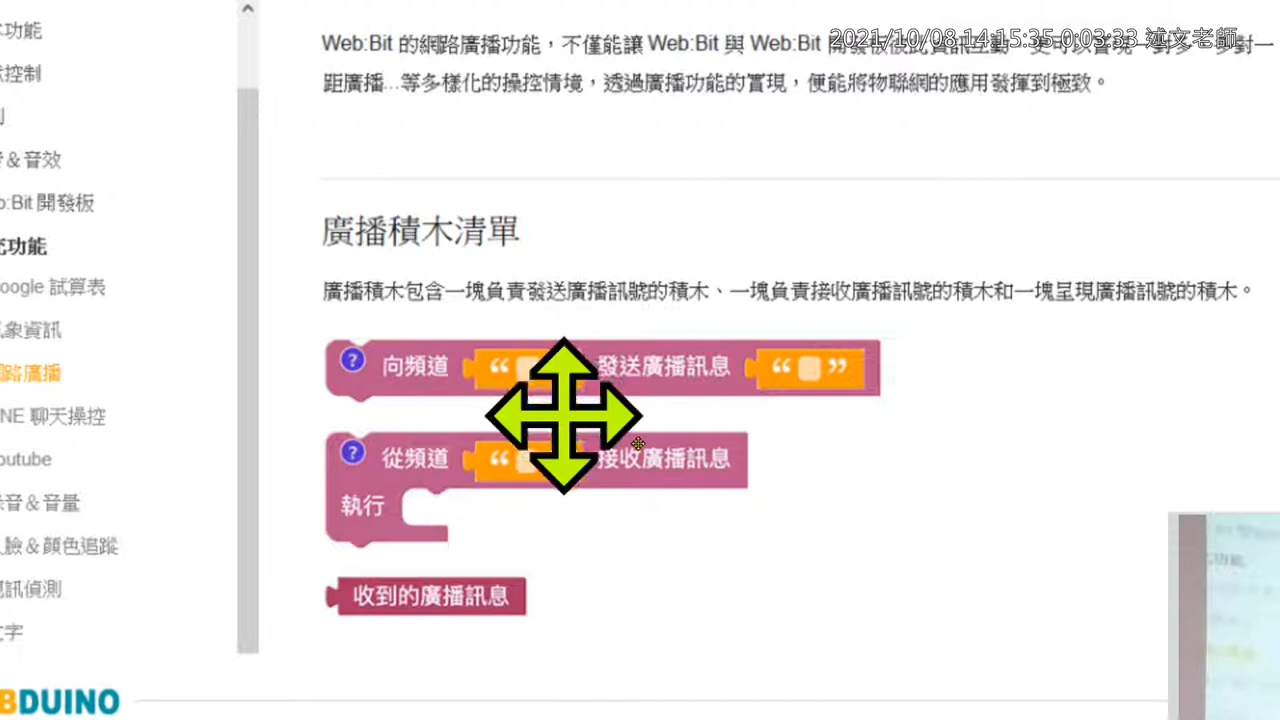 2021/10/08 14:15:35 0:03:33 述文老師
Web:Bit 的網路廣播功能，不僅能讓 Web:Bit 與 Web:Bit
距廣播...等多樣化的操控情境，透過廣播功能的實現，便能將物聯網的應用發揮到極致。
廣播積木清單
廣播積木包含一塊負責發送廣播訊號的積木、一塊負責接收廣播訊號的積木和一塊呈現廣播訊號的積木。
? 向頻道 “ 發送廣播訊息 “ ”
? 從頻道 “ 接收廣播訊息
執行
收到的廣播訊息
功能
控制
＆音效
:Bit 開發板
功能
oogle 試算表
象資訊
路廣播
NE 聊天操控
outube
音＆音量
臉＆顏色追蹤
訊偵測
字
BDUINO